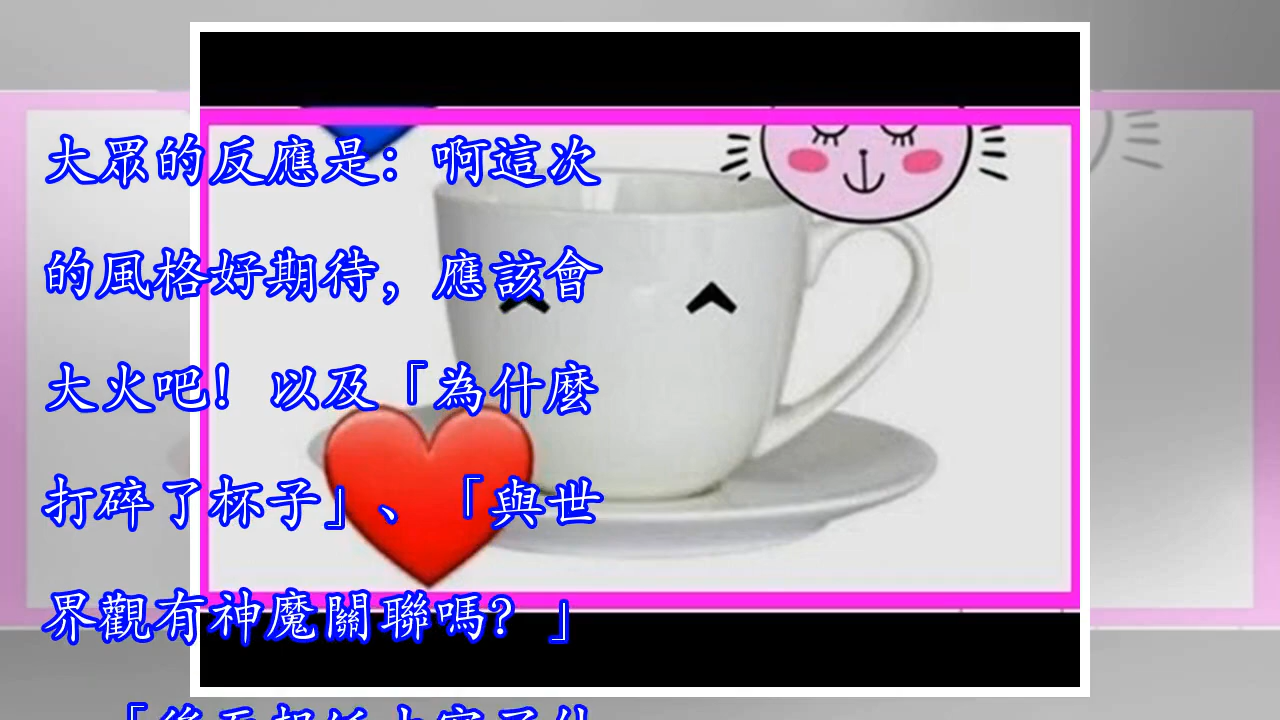 大眾的反應是：啊這次
的風格好期待，應該會
大火吧！以及「為什麼
打碎了杯子」、「與世
界觀有神魔關聯嗎？」